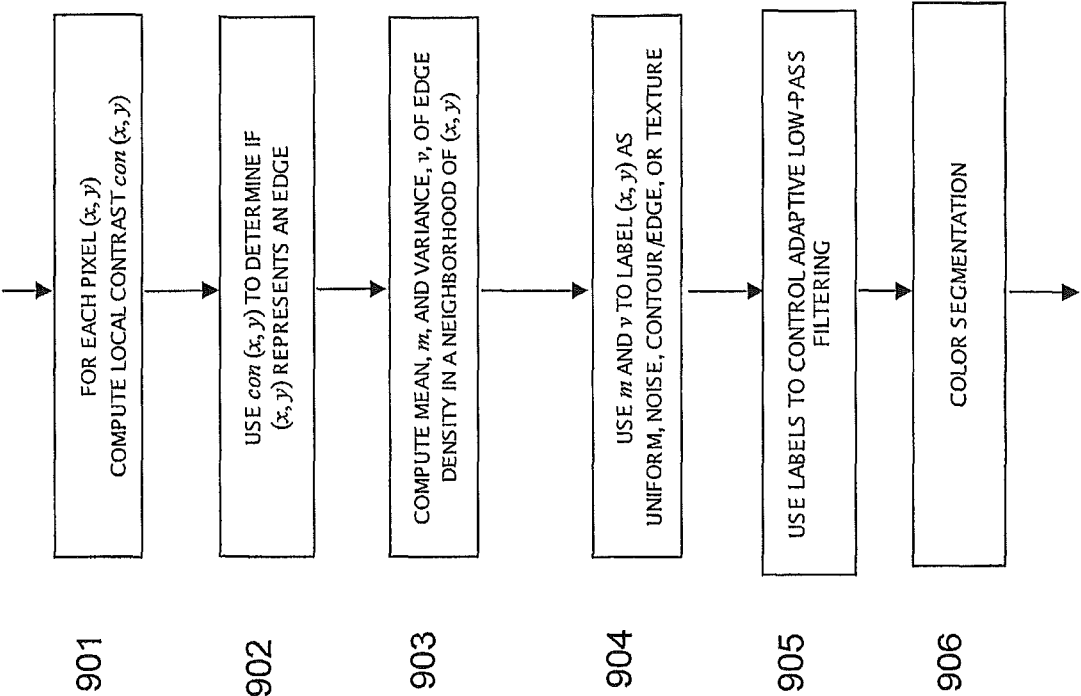 901
FOR EACH PIXEL (x, y)
COMPUTE LOCAL CONTRAST con (x, y)
902
USE con (x, y) TO DETERMINE IF
(x, y) REPRESENTS AN EDGE
903
COMPUTE MEAN, m, AND VARIANCE, v, OF EDGE
DENSITY IN A NEIGHBORHOOD OF (x, y)
904
USE m AND v TO LABEL (x, y) AS
UNIFORM, NOISE, CONTOUR/EDGE, OR TEXTURE
905
USE LABELS TO CONTROL ADAPTIVE LOW-PASS
FILTERING
906
COLOR SEGMENTATION